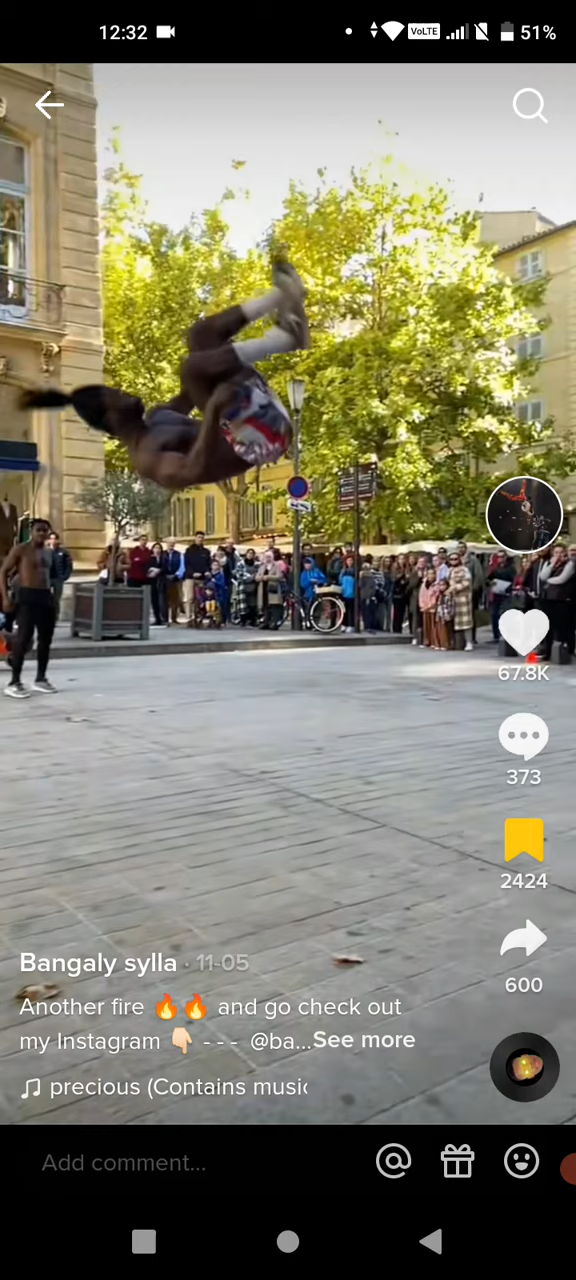 12:32
VoLTE
51%
67.8K
373
2424
600
Bangaly sylla · 11-05
Another fire 🔥🔥 and go check out
my Instagram 👇🏻 - - - @ba...See more
precious (Contains music
Add comment...